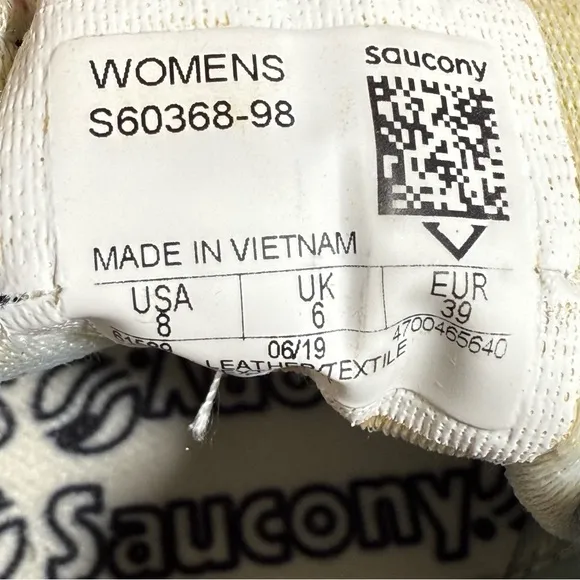 WOMENS
saucony
S60368-98
MADE IN VIETNAM
USA UK EUR
8 6 39
06/19 4700465640
LEATHER/TEXTILE
saucony